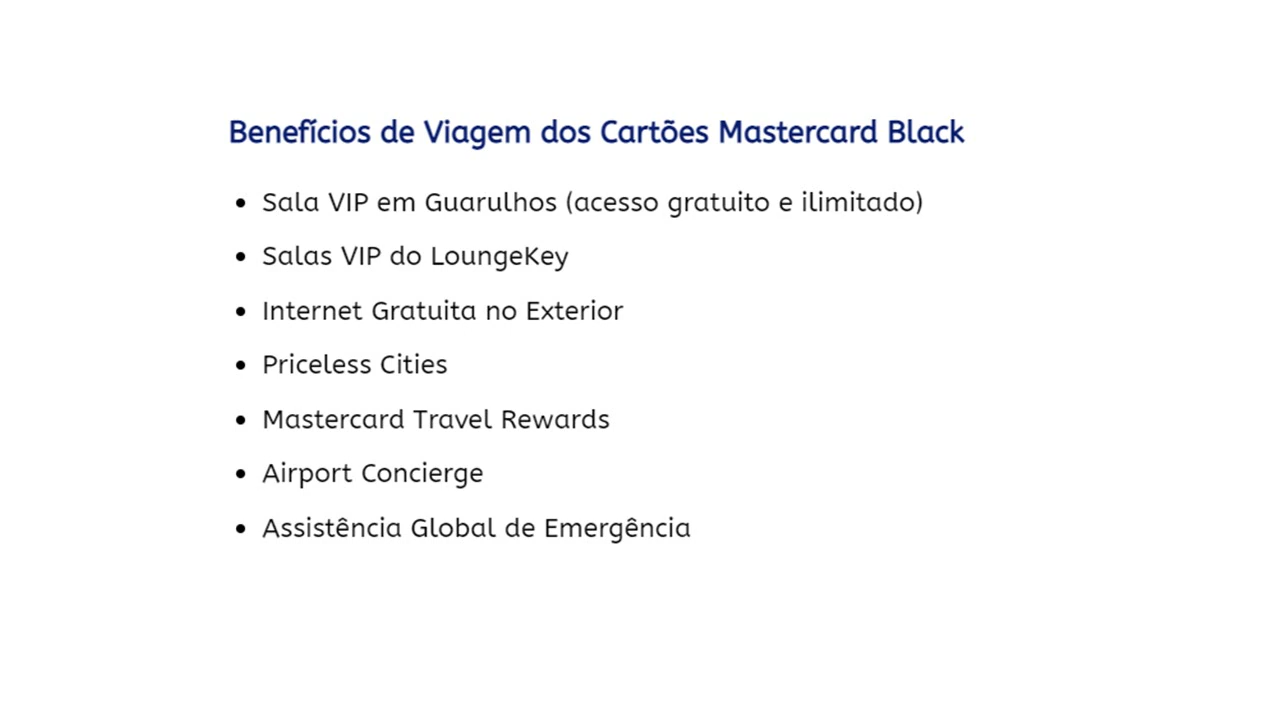 Benefícios de Viagem dos Cartões Mastercard Black
• Sala VIP em Guarulhos (acesso gratuito e ilimitado)
• Salas VIP do LoungeKey
• Internet Gratuita no Exterior
• Priceless Cities
• Mastercard Travel Rewards
• Airport Concierge
• Assistência Global de Emergência